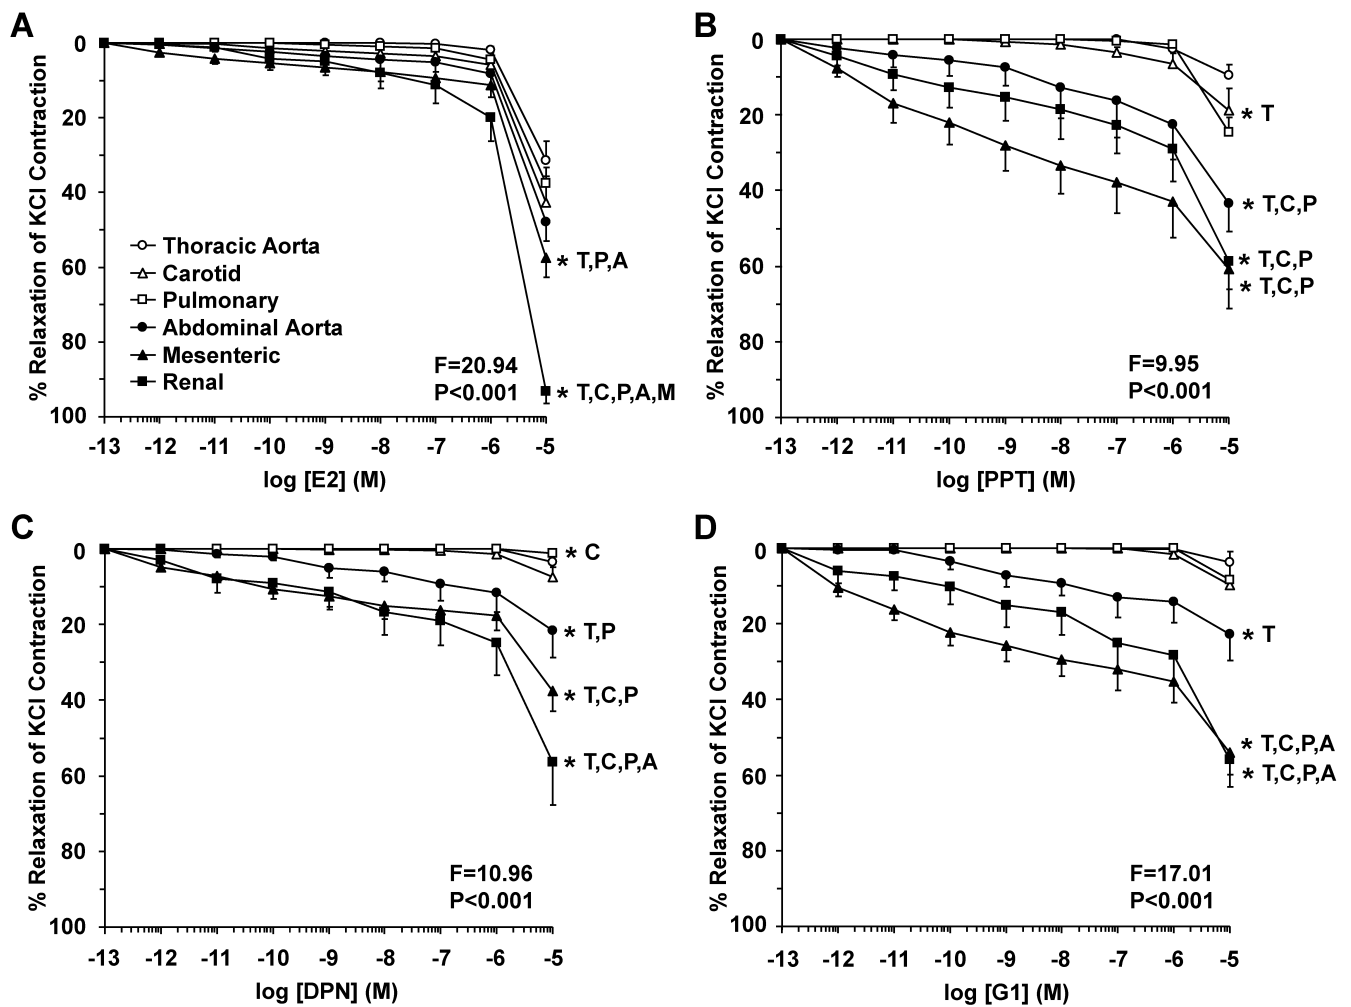 A
% Relaxation of KCl Contraction
0
20
40
60
80
100
Thoracic Aorta
Carotid
Pulmonary
Abdominal Aorta
Mesenteric
Renal
* T,P,A
* T,C,P,A,M
F=20.94
P<0.001
-13 -12 -11 -10 -9 -8 -7 -6 -5
log [E2] (M)
B
% Relaxation of KCl Contraction
0
20
40
60
80
100
* T
* T,C,P
* T,C,P
* T,C,P
F=9.95
P<0.001
-13 -12 -11 -10 -9 -8 -7 -6 -5
log [PPT] (M)
C
% Relaxation of KCl Contraction
0
20
40
60
80
100
* C
* T,P
* T,C,P
* T,C,P,A
F=10.96
P<0.001
-13 -12 -11 -10 -9 -8 -7 -6 -5
log [DPN] (M)
D
% Relaxation of KCl Contraction
0
20
40
60
80
100
* T
* T,C,P,A
* T,C,P,A
F=17.01
P<0.001
-13 -12 -11 -10 -9 -8 -7 -6 -5
log [G1] (M)